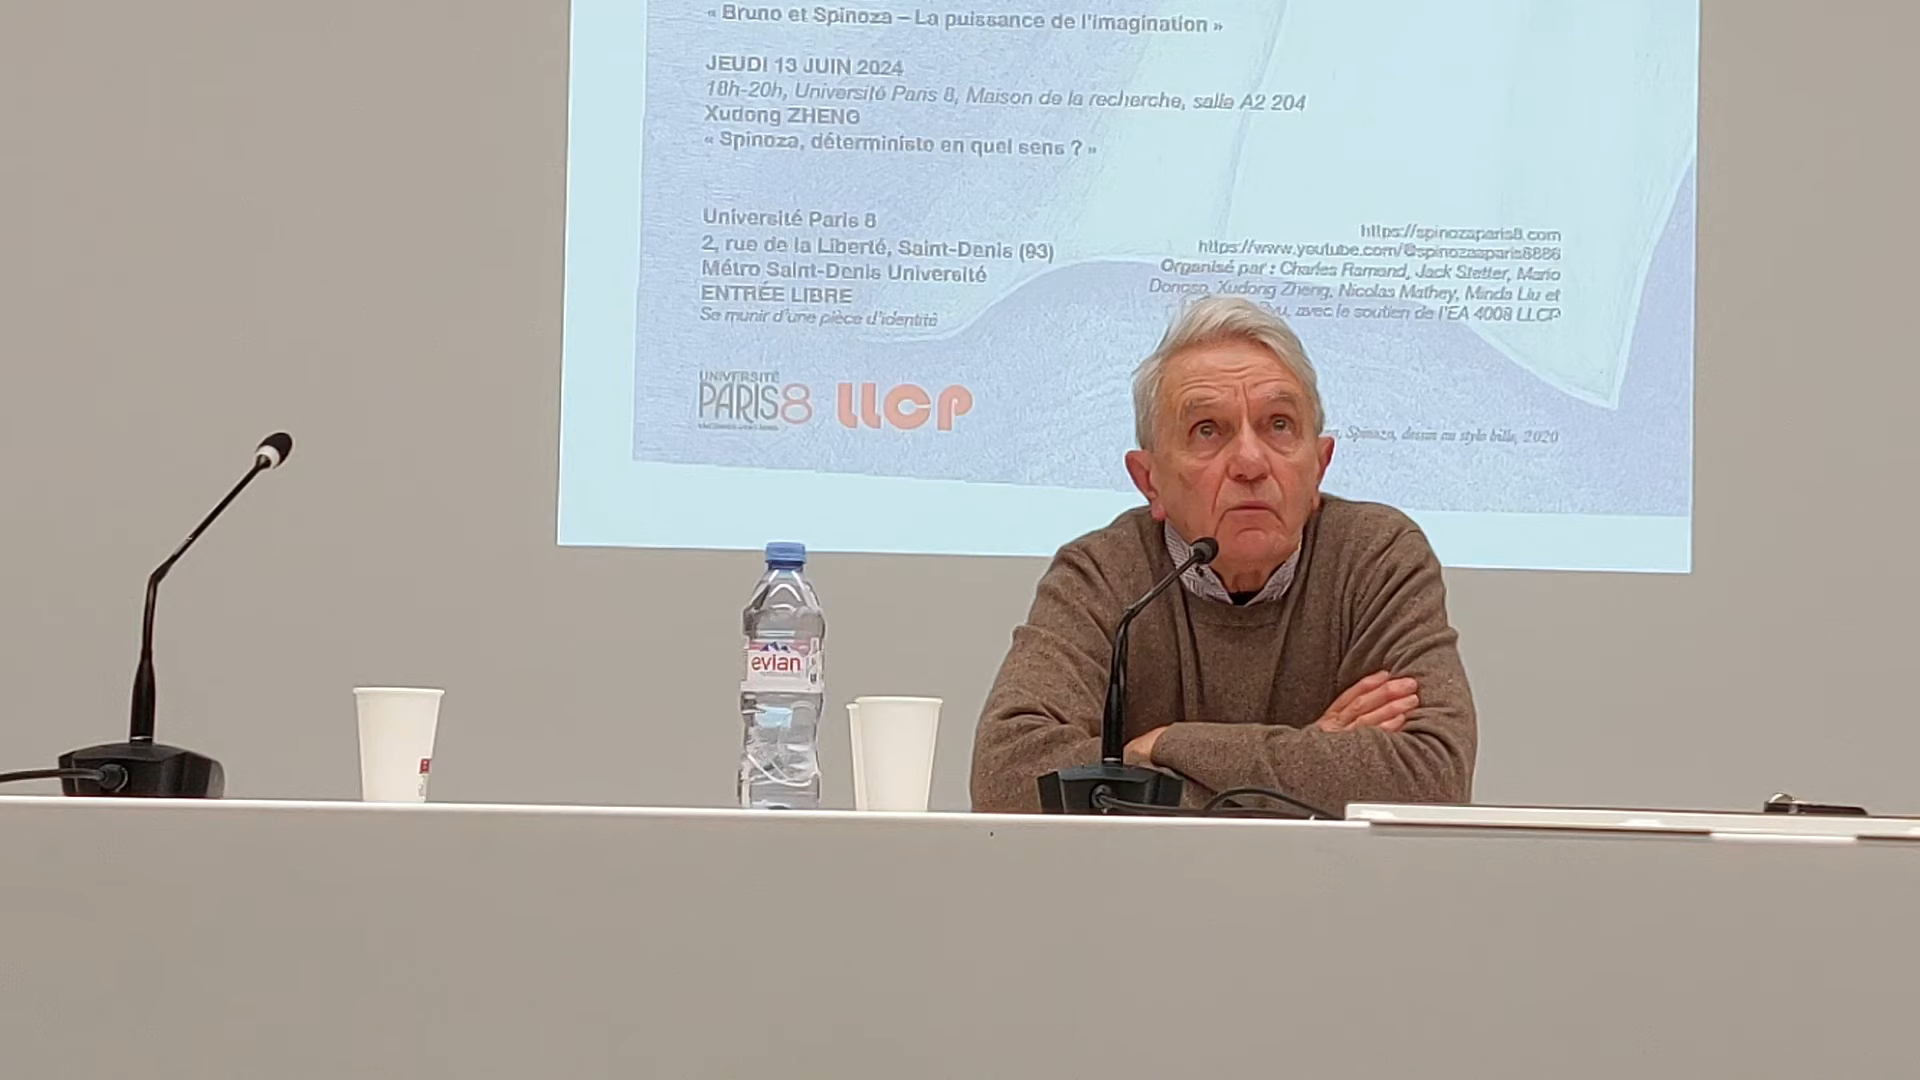 « Bruno et Spinoza – La puissance de l'imagination »
JEUDI 13 JUIN 2024
18h-20h, Université Paris 8, Maison de la recherche, salle A2 204
Xudong ZHENG
« Spinoza, déterministe en quel sens ? »
Université Paris 8
2, rue de la Liberté, Saint-Denis (93)
Métro Saint-Denis Université
ENTRÉE LIBRE
Se munir d'une pièce d'identité
https://spinozaparis8.com
https://www.youtube.com/@spinozaaparis8886
Organisé par : Charles Ramond, Jack Stetter, Mario
Donoso, Xudong Zheng, Nicolas Mathey, Minda Liu et
avec le soutien de l'EA 4008 LLCP
UNIVERSITÉ
PARIS8
LLCP
Spinoza, dessin au stylo bille, 2020
evian